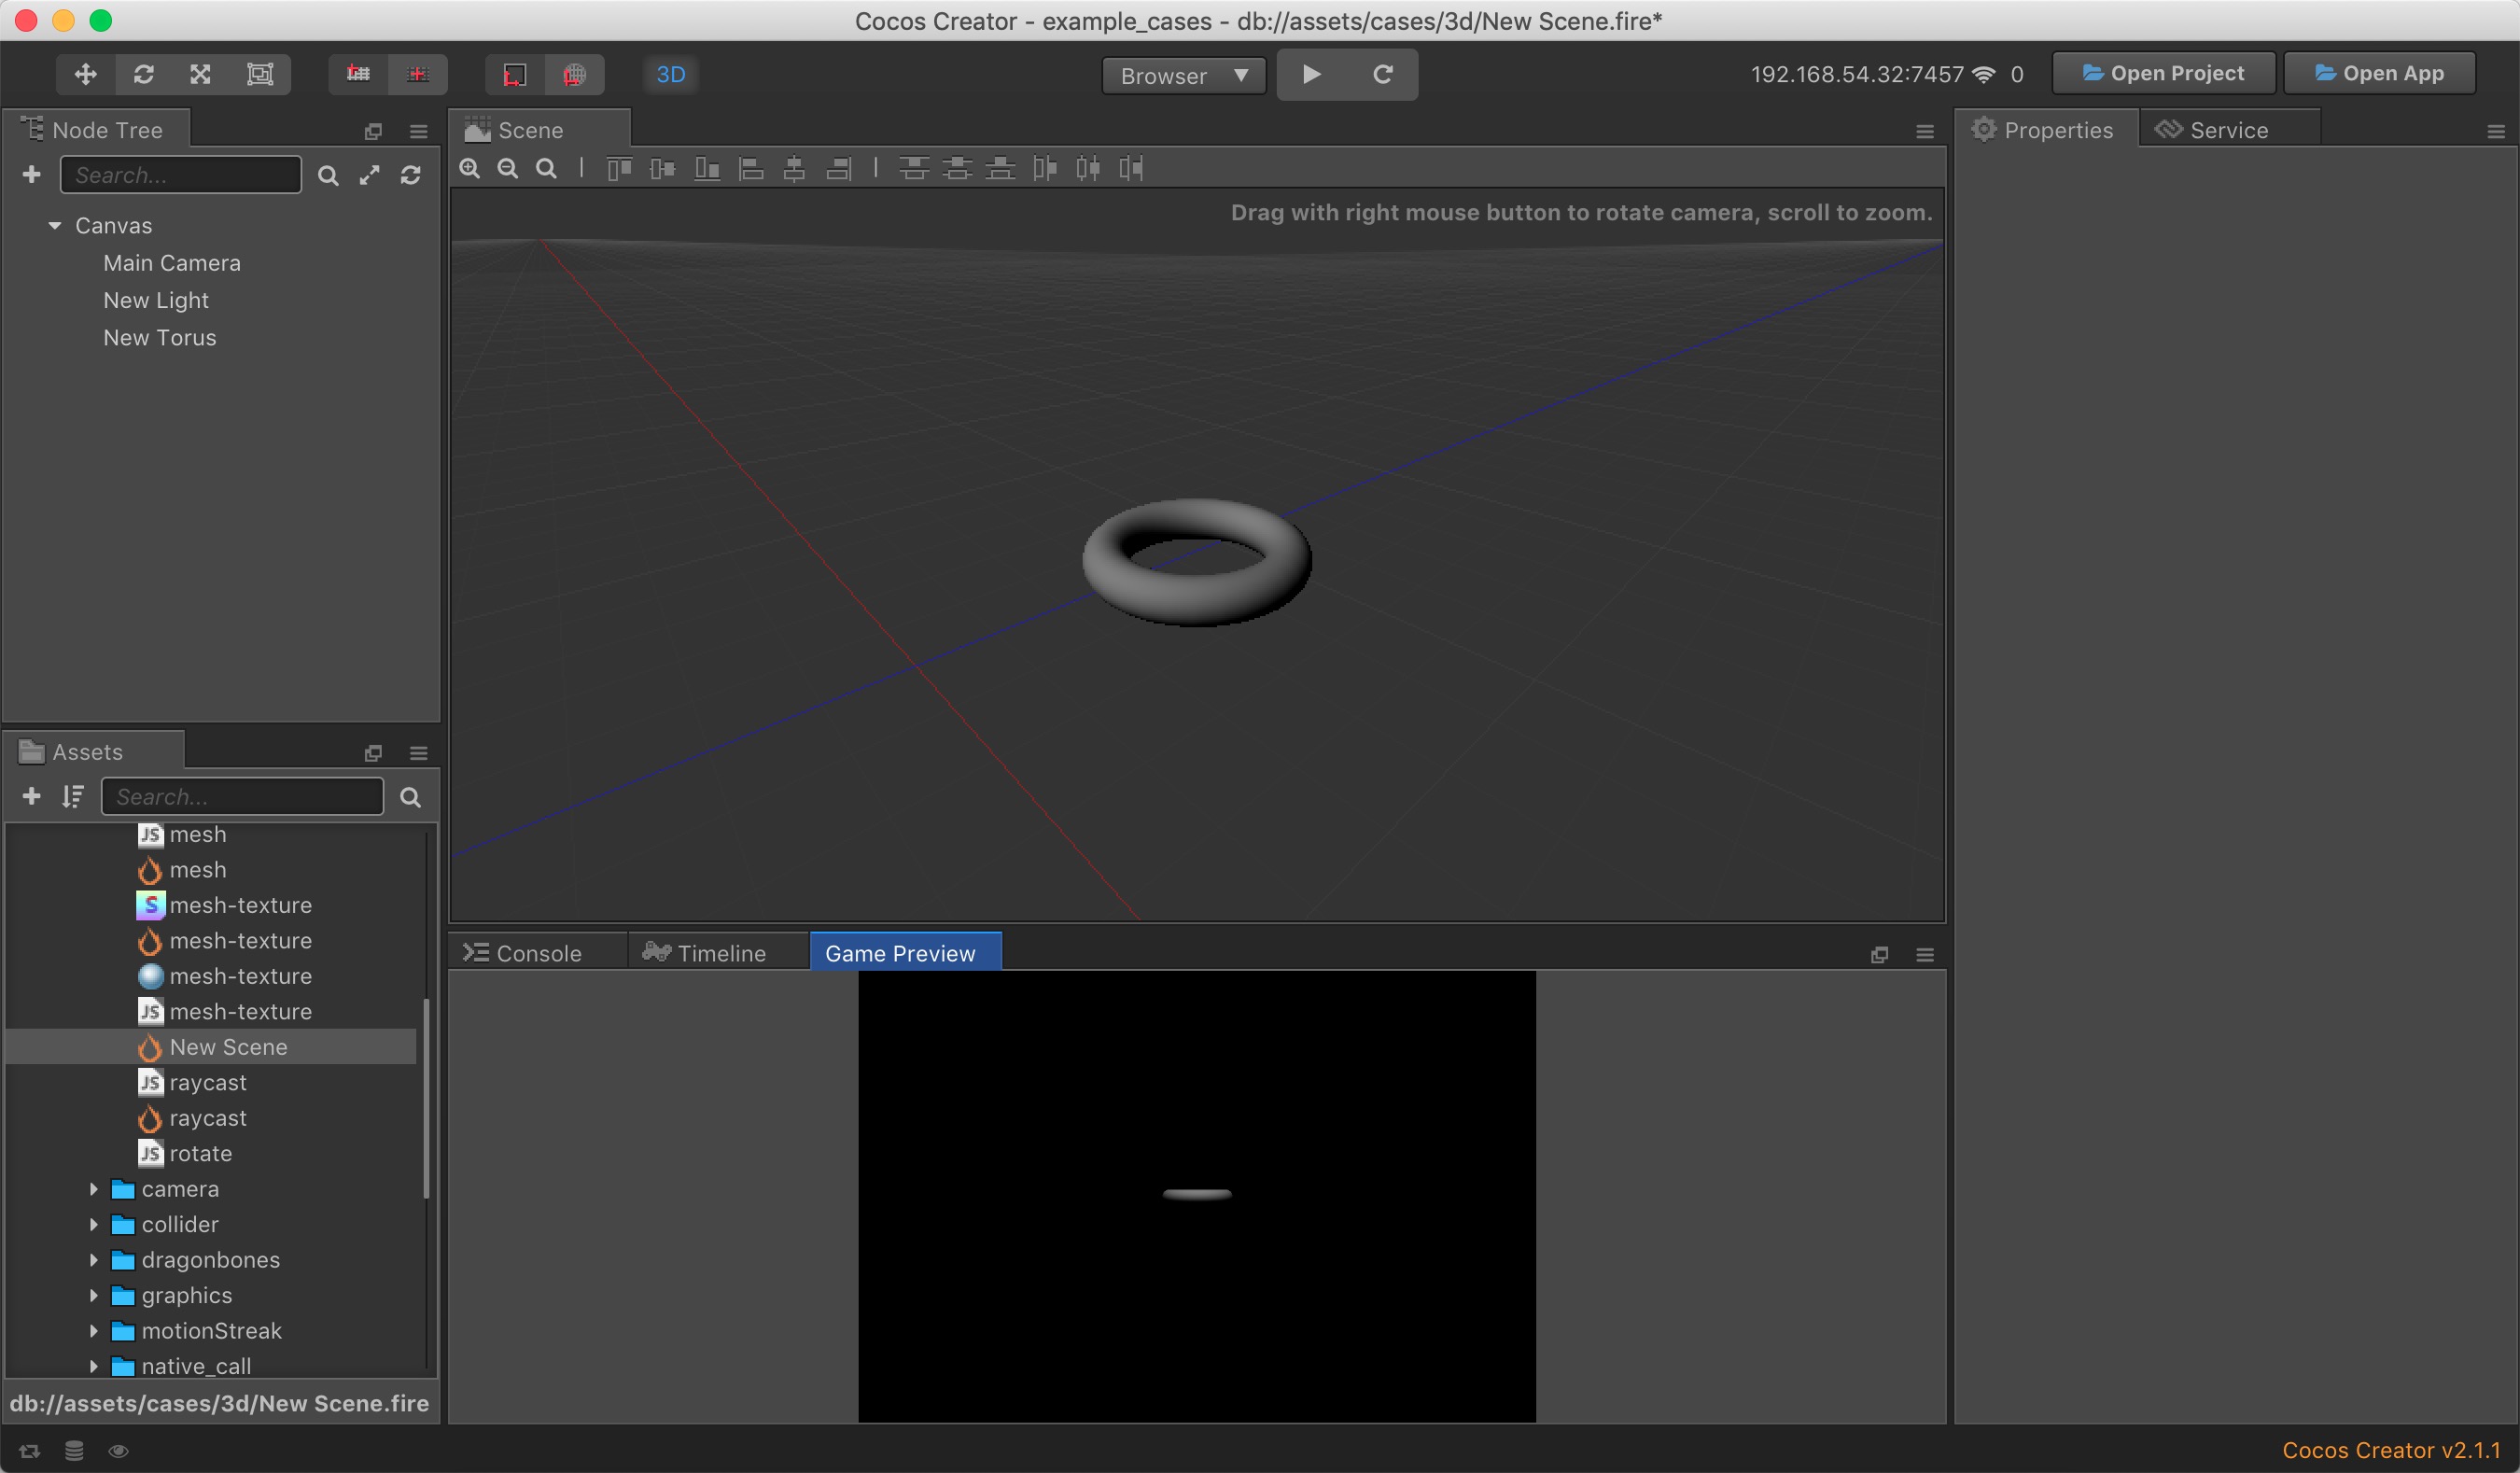 Cocos Creator - example_cases - db://assets/cases/3d/New Scene.fire*
3D
Browser
192.168.54.32:7457 0
Open Project
Open App
Node Tree
Search...
Canvas
Main Camera
New Light
New Torus
Scene
Drag with right mouse button to rotate camera, scroll to zoom.
Properties
Service
Assets
Search...
JS mesh
mesh
S mesh-texture
mesh-texture
mesh-texture
JS mesh-texture
New Scene
JS raycast
raycast
JS rotate
camera
collider
dragonbones
graphics
motionStreak
native_call
db://assets/cases/3d/New Scene.fire
Console
Timeline
Game Preview
Cocos Creator v2.1.1